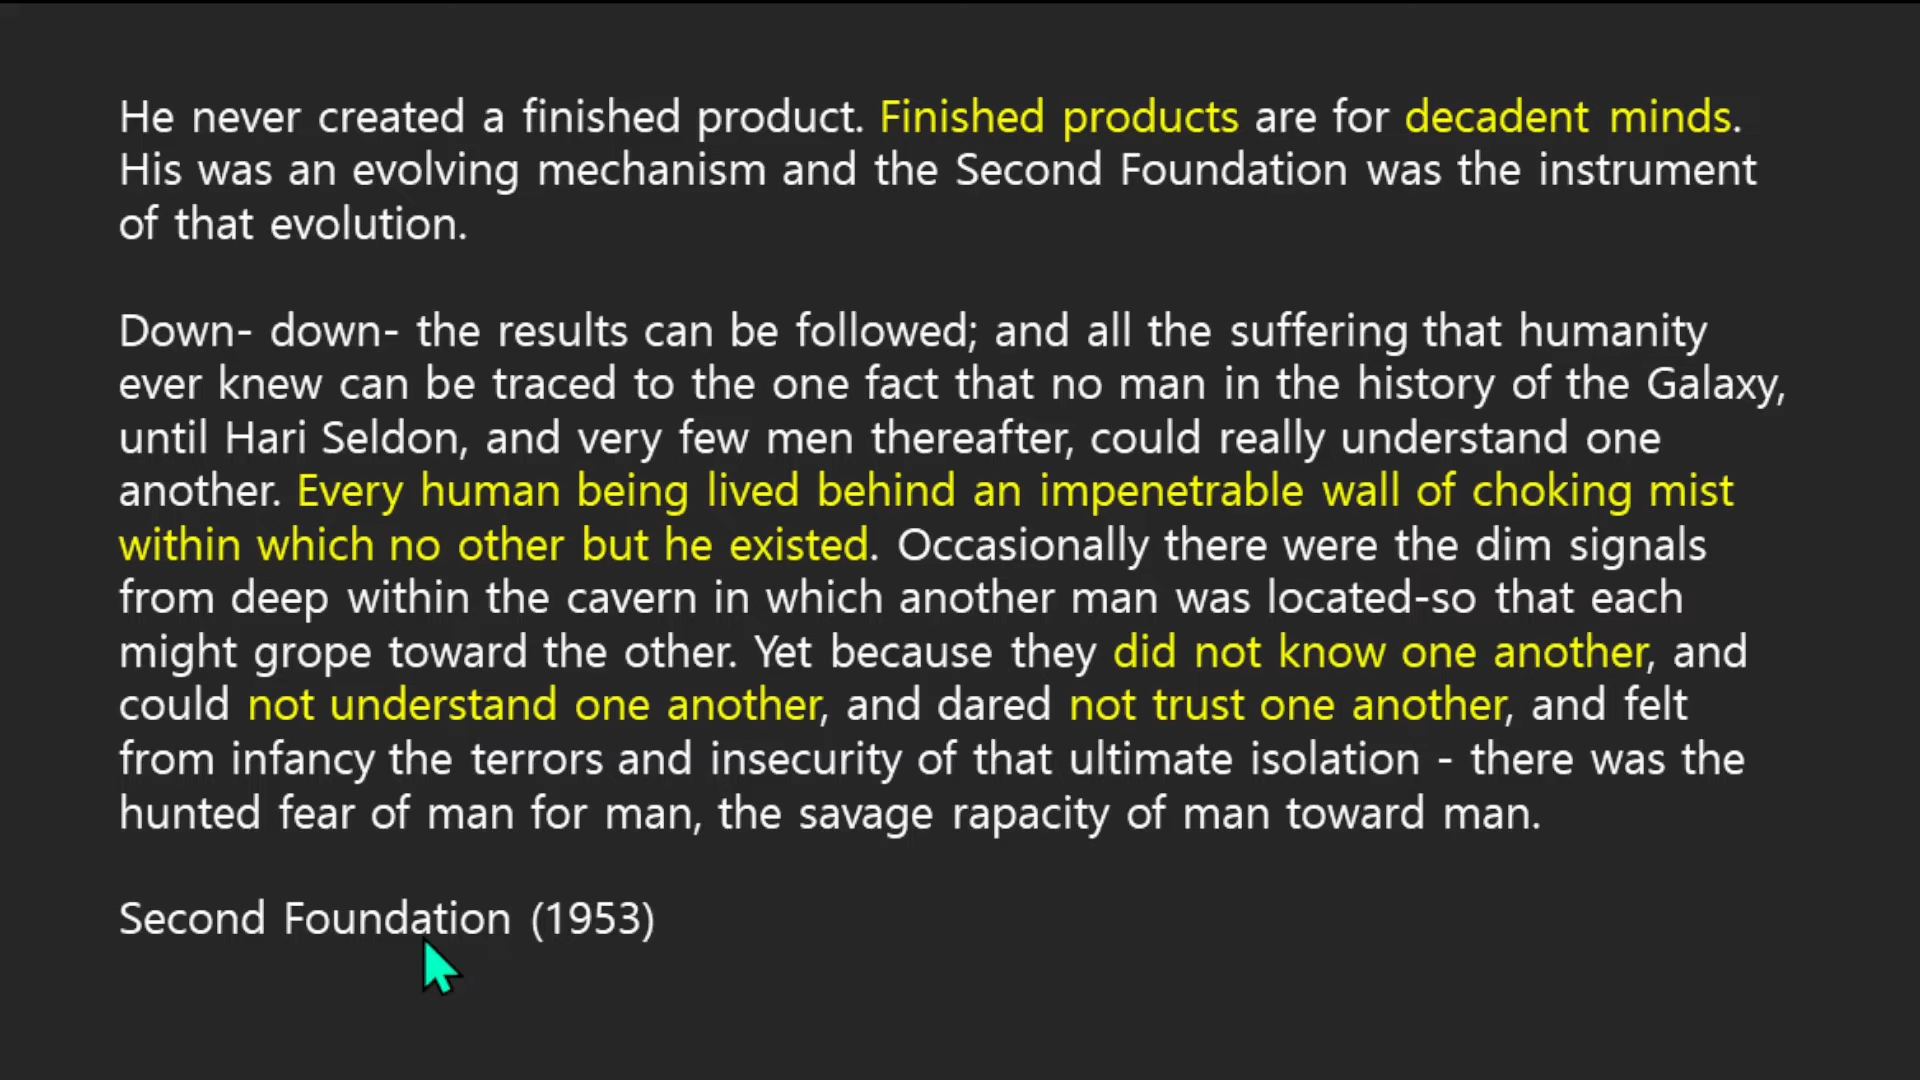 He never created a finished product. Finished products are for decadent minds.
His was an evolving mechanism and the Second Foundation was the instrument
of that evolution.
Down- down- the results can be followed; and all the suffering that humanity
ever knew can be traced to the one fact that no man in the history of the Galaxy,
until Hari Seldon, and very few men thereafter, could really understand one
another. Every human being lived behind an impenetrable wall of choking mist
within which no other but he existed. Occasionally there were the dim signals
from deep within the cavern in which another man was located-so that each
might grope toward the other. Yet because they did not know one another, and
could not understand one another, and dared not trust one another, and felt
from infancy the terrors and insecurity of that ultimate isolation - there was the
hunted fear of man for man, the savage rapacity of man toward man.
Second Foundation (1953)